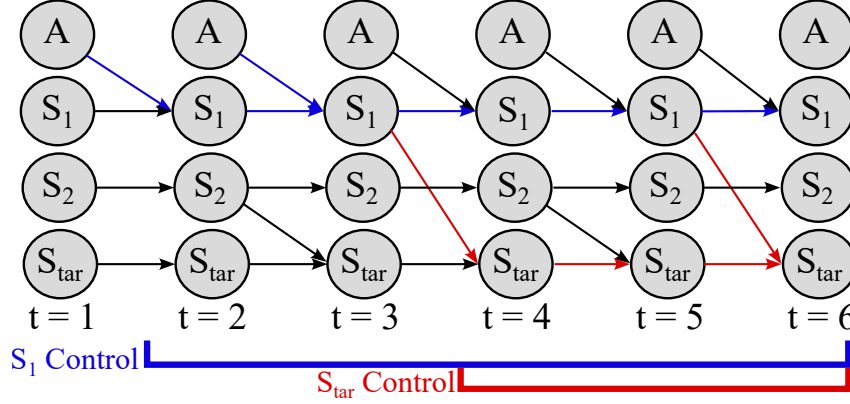 A A A A A A
S₁ S₁ S₁ S₁ S₁ S₁
S₂ S₂ S₂ S₂ S₂ S₂
Star Star Star Star Star Star
t = 1 t = 2 t = 3 t = 4 t = 5 t = 6
S₁ Control
Star Control